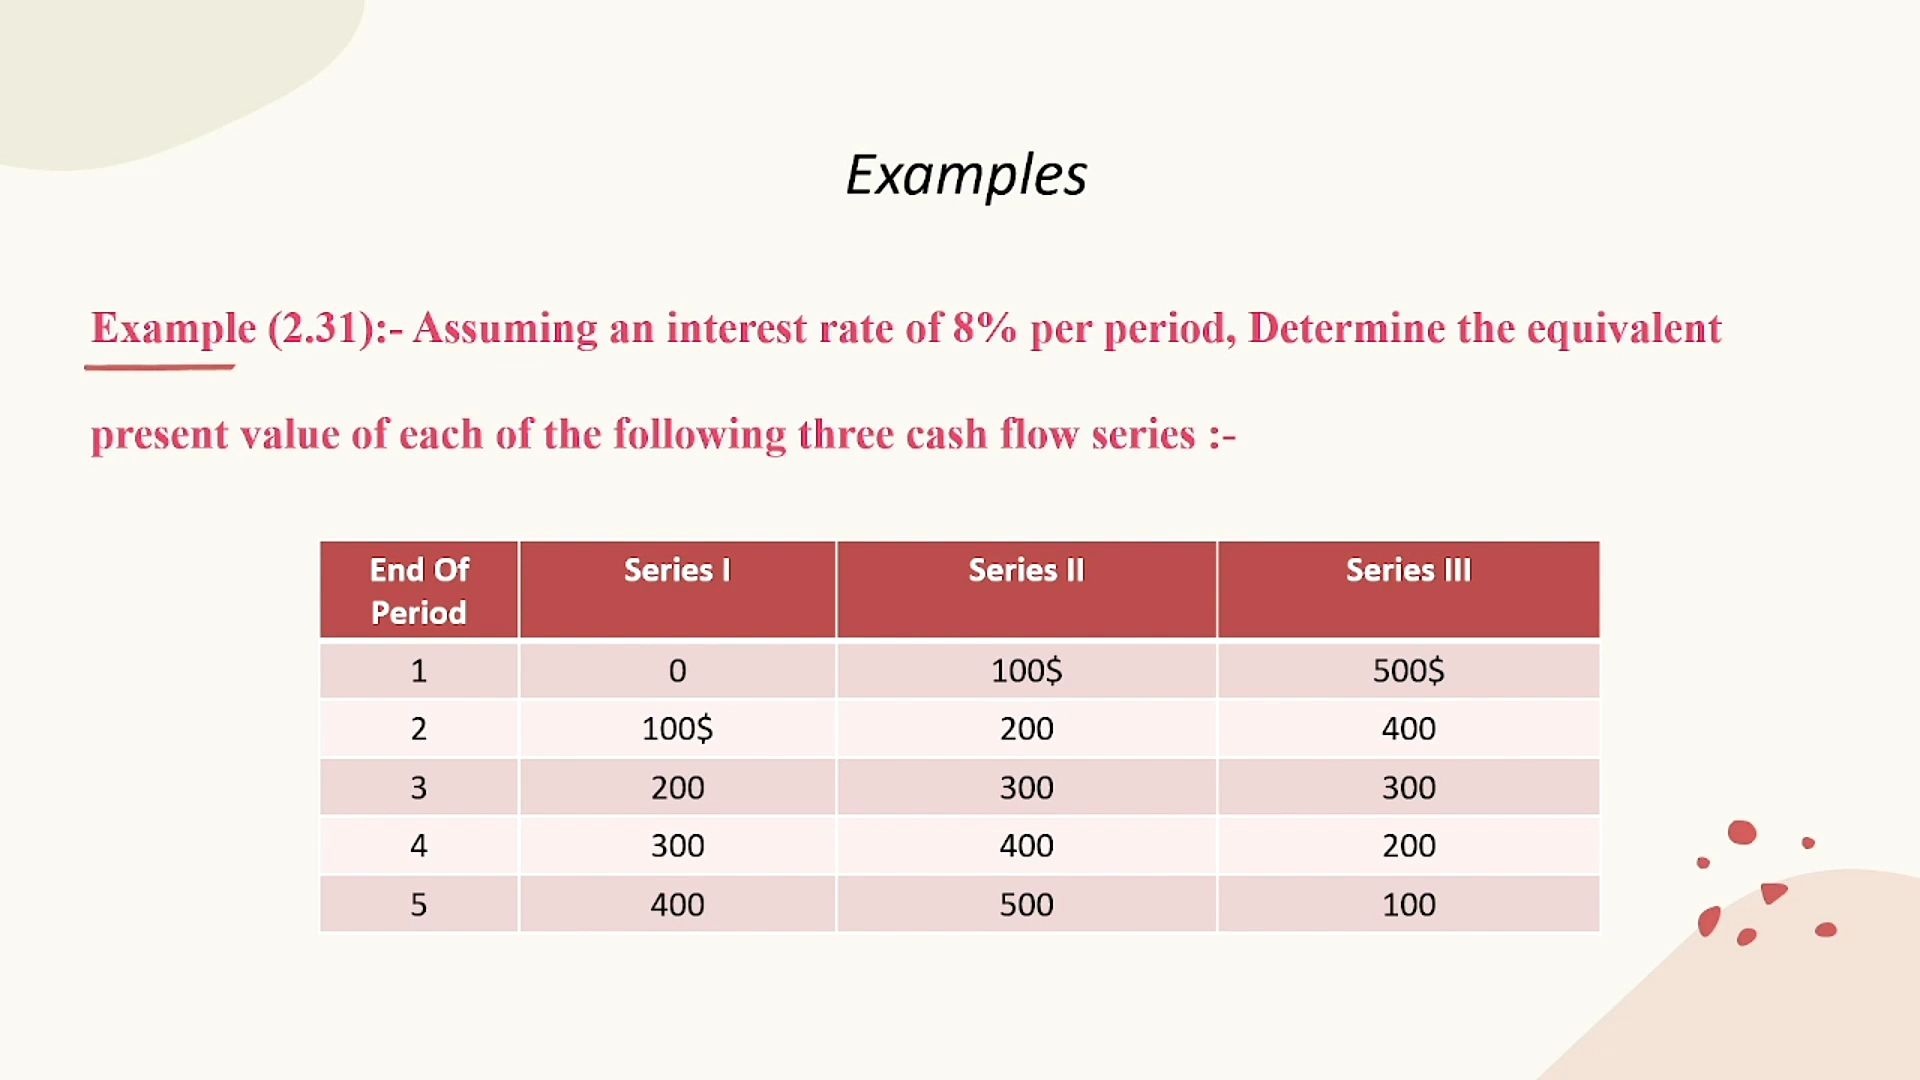 Examples
Example (2.31):- Assuming an interest rate of 8% per period, Determine the equivalent
present value of each of the following three cash flow series :-
End Of Period Series I Series II Series III
1 0 100$ 500$
2 100$ 200 400
3 200 300 300
4 300 400 200
5 400 500 100